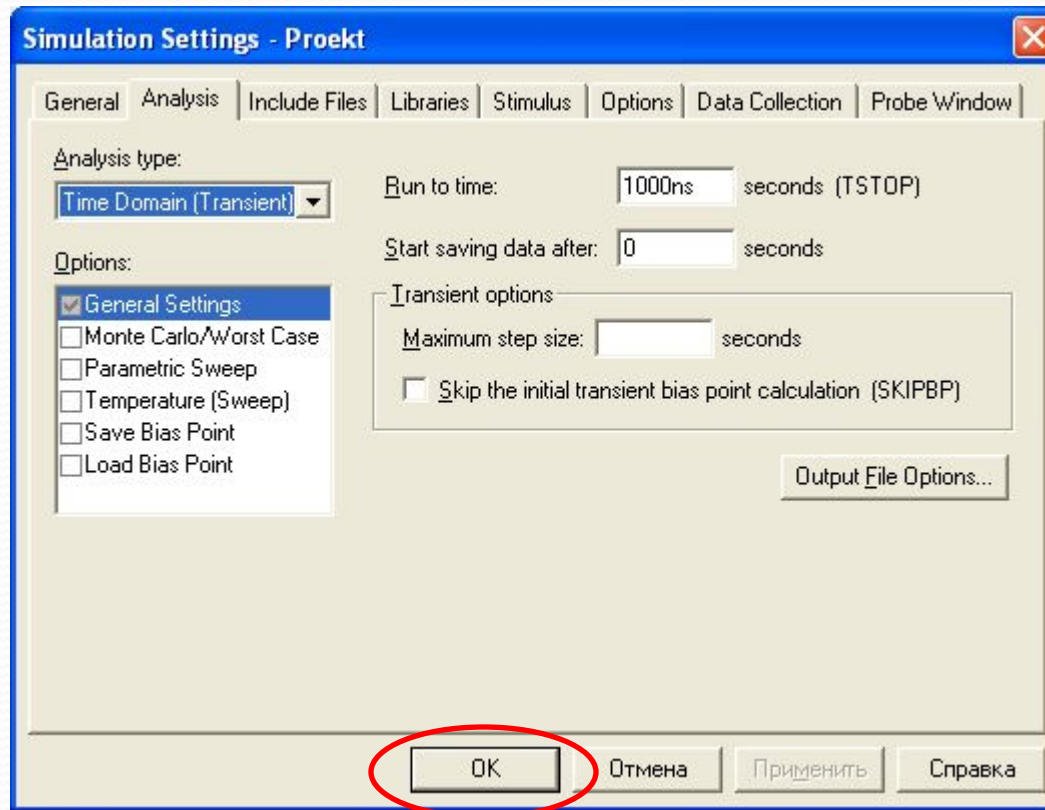 Simulation Settings - Proekt
General Analysis Include Files Libraries Stimulus Options Data Collection Probe Window
Analysis type:
Time Domain (Transient)
Options:
General Settings
Monte Carlo/Worst Case
Parametric Sweep
Temperature (Sweep)
Save Bias Point
Load Bias Point
Run to time: 1000ns seconds (TSTOP)
Start saving data after: 0 seconds
Transient options
Maximum step size: seconds
Skip the initial transient bias point calculation (SKIPBP)
Output File Options...
OK Отмена Применить Справка